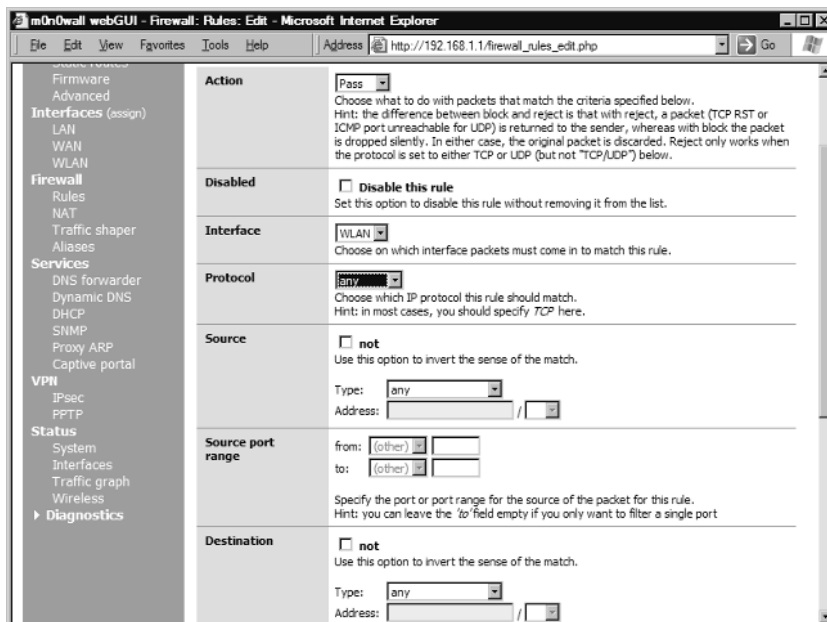 m0n0wall webGUI - Firewall: Rules: Edit - Microsoft Internet Explorer
File Edit View Favorites Tools Help Address http://192.168.1.1/firewall_rules_edit.php Go
Static routes
Firmware
Advanced
Interfaces (assign)
LAN
WAN
WLAN
Firewall
Rules
NAT
Traffic shaper
Aliases
Services
DNS forwarder
Dynamic DNS
DHCP
SNMP
Proxy ARP
Captive portal
VPN
IPsec
PPTP
Status
System
Interfaces
Traffic graph
Wireless
Diagnostics
Action
Pass
Choose what to do with packets that match the criteria specified below.
Hint: the difference between block and reject is that with reject, a packet (TCP RST or
ICMP port unreachable for UDP) is returned to the sender, whereas with block the packet
is dropped silently. In either case, the original packet is discarded. Reject only works when
the protocol is set to either TCP or UDP (but not "TCP/UDP") below.
Disabled
Disable this rule
Set this option to disable this rule without removing it from the list.
Interface
WLAN
Choose on which interface packets must come in to match this rule.
Protocol
any
Choose which IP protocol this rule should match.
Hint: in most cases, you should specify TCP here.
Source
not
Use this option to invert the sense of the match.
Type: any
Address: /
Source port
range
from: (other)
to: (other)
Specify the port or port range for the source of the packet for this rule.
Hint: you can leave the 'to' field empty if you only want to filter a single port
Destination
not
Use this option to invert the sense of the match.
Type: any
Address: /